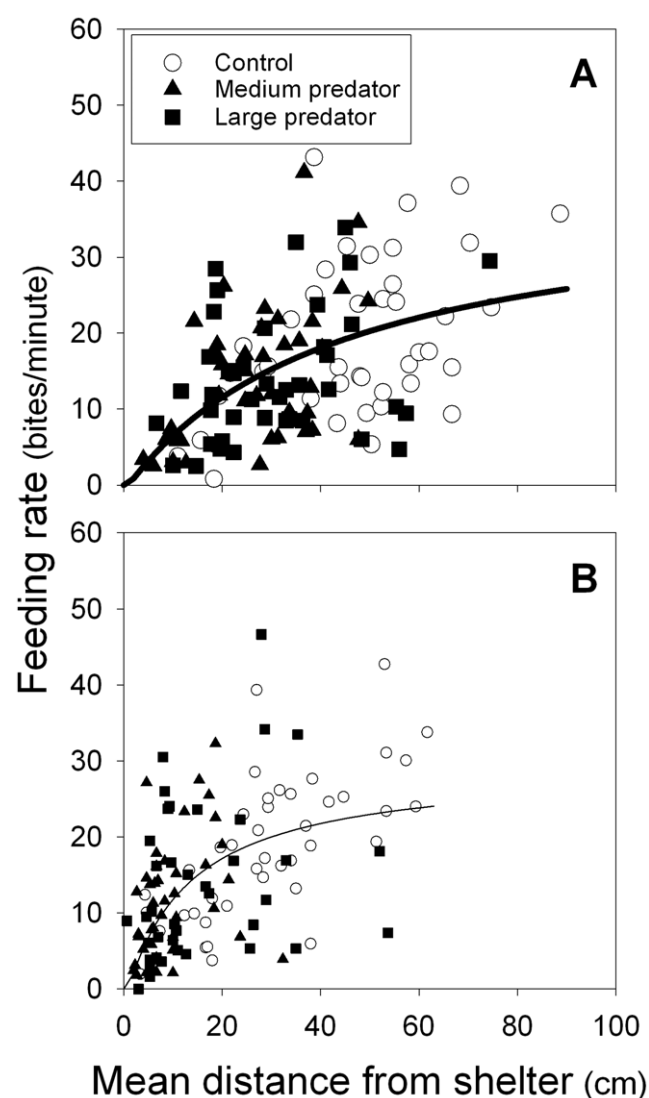 60
50
40
30
20
10
0
Control
Medium predator
Large predator
A
60
50
40
30
20
10
0
B
0 20 40 60 80 100
Feeding rate (bites/minute)
Mean distance from shelter (cm)